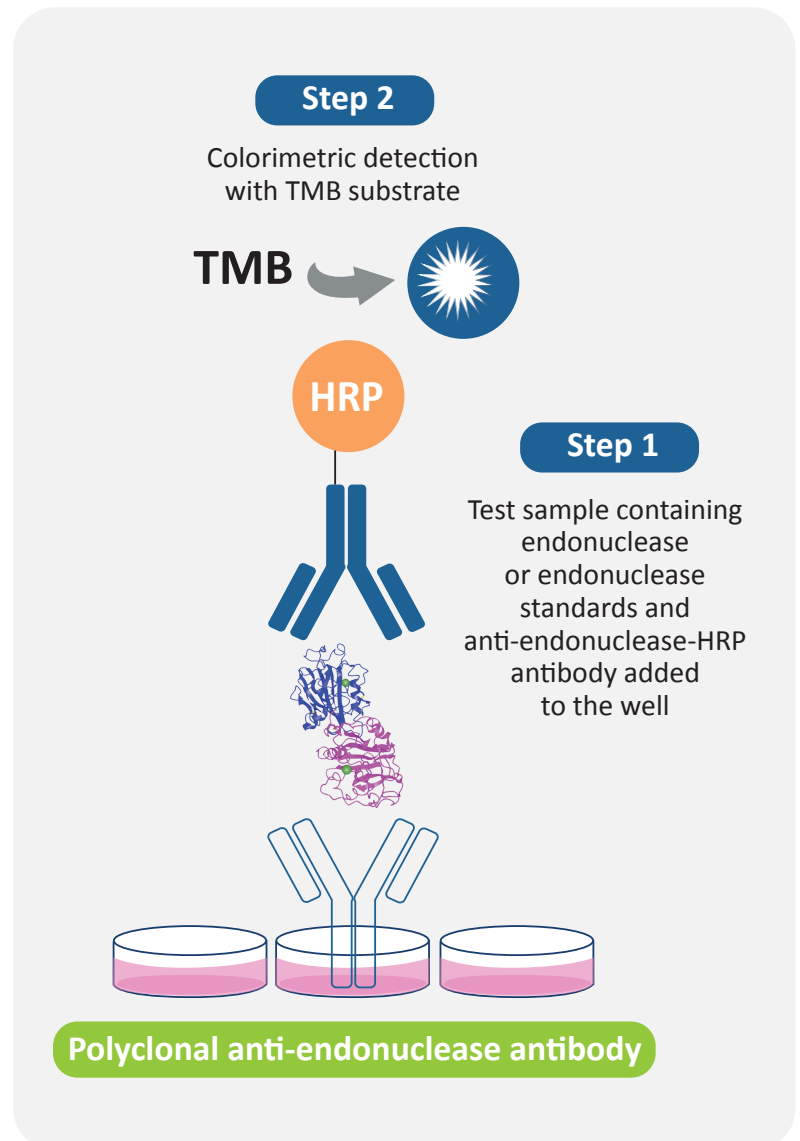 Step 2
Colorimetric detection
with TMB substrate
TMB
HRP
Step 1
Test sample containing
endonuclease
or endonuclease
standards and
anti-endonuclease-HRP
antibody added
to the well
Polyclonal anti-endonuclease antibody